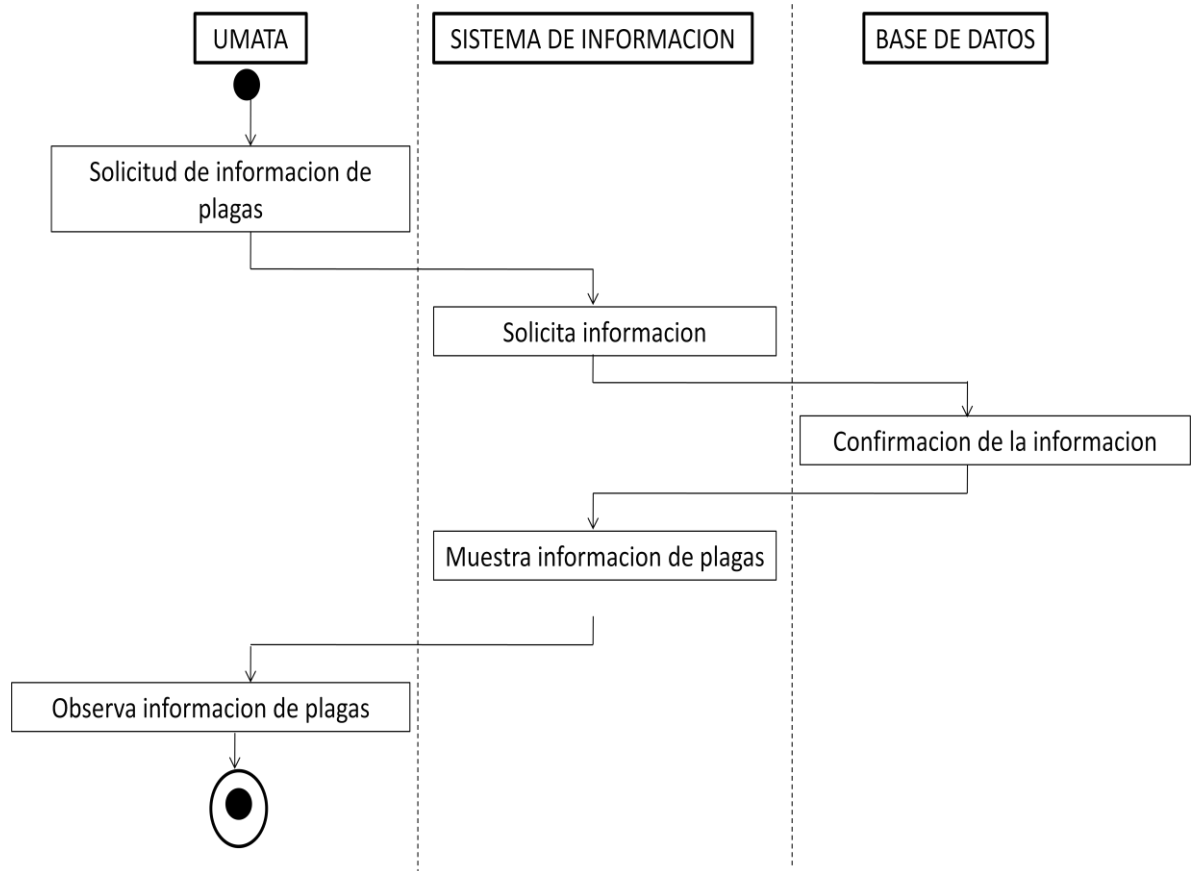 UMATA
SISTEMA DE INFORMACION
BASE DE DATOS
Solicitud de informacion de
plagas
Solicita informacion
Confirmacion de la informacion
Muestra informacion de plagas
Observa informacion de plagas